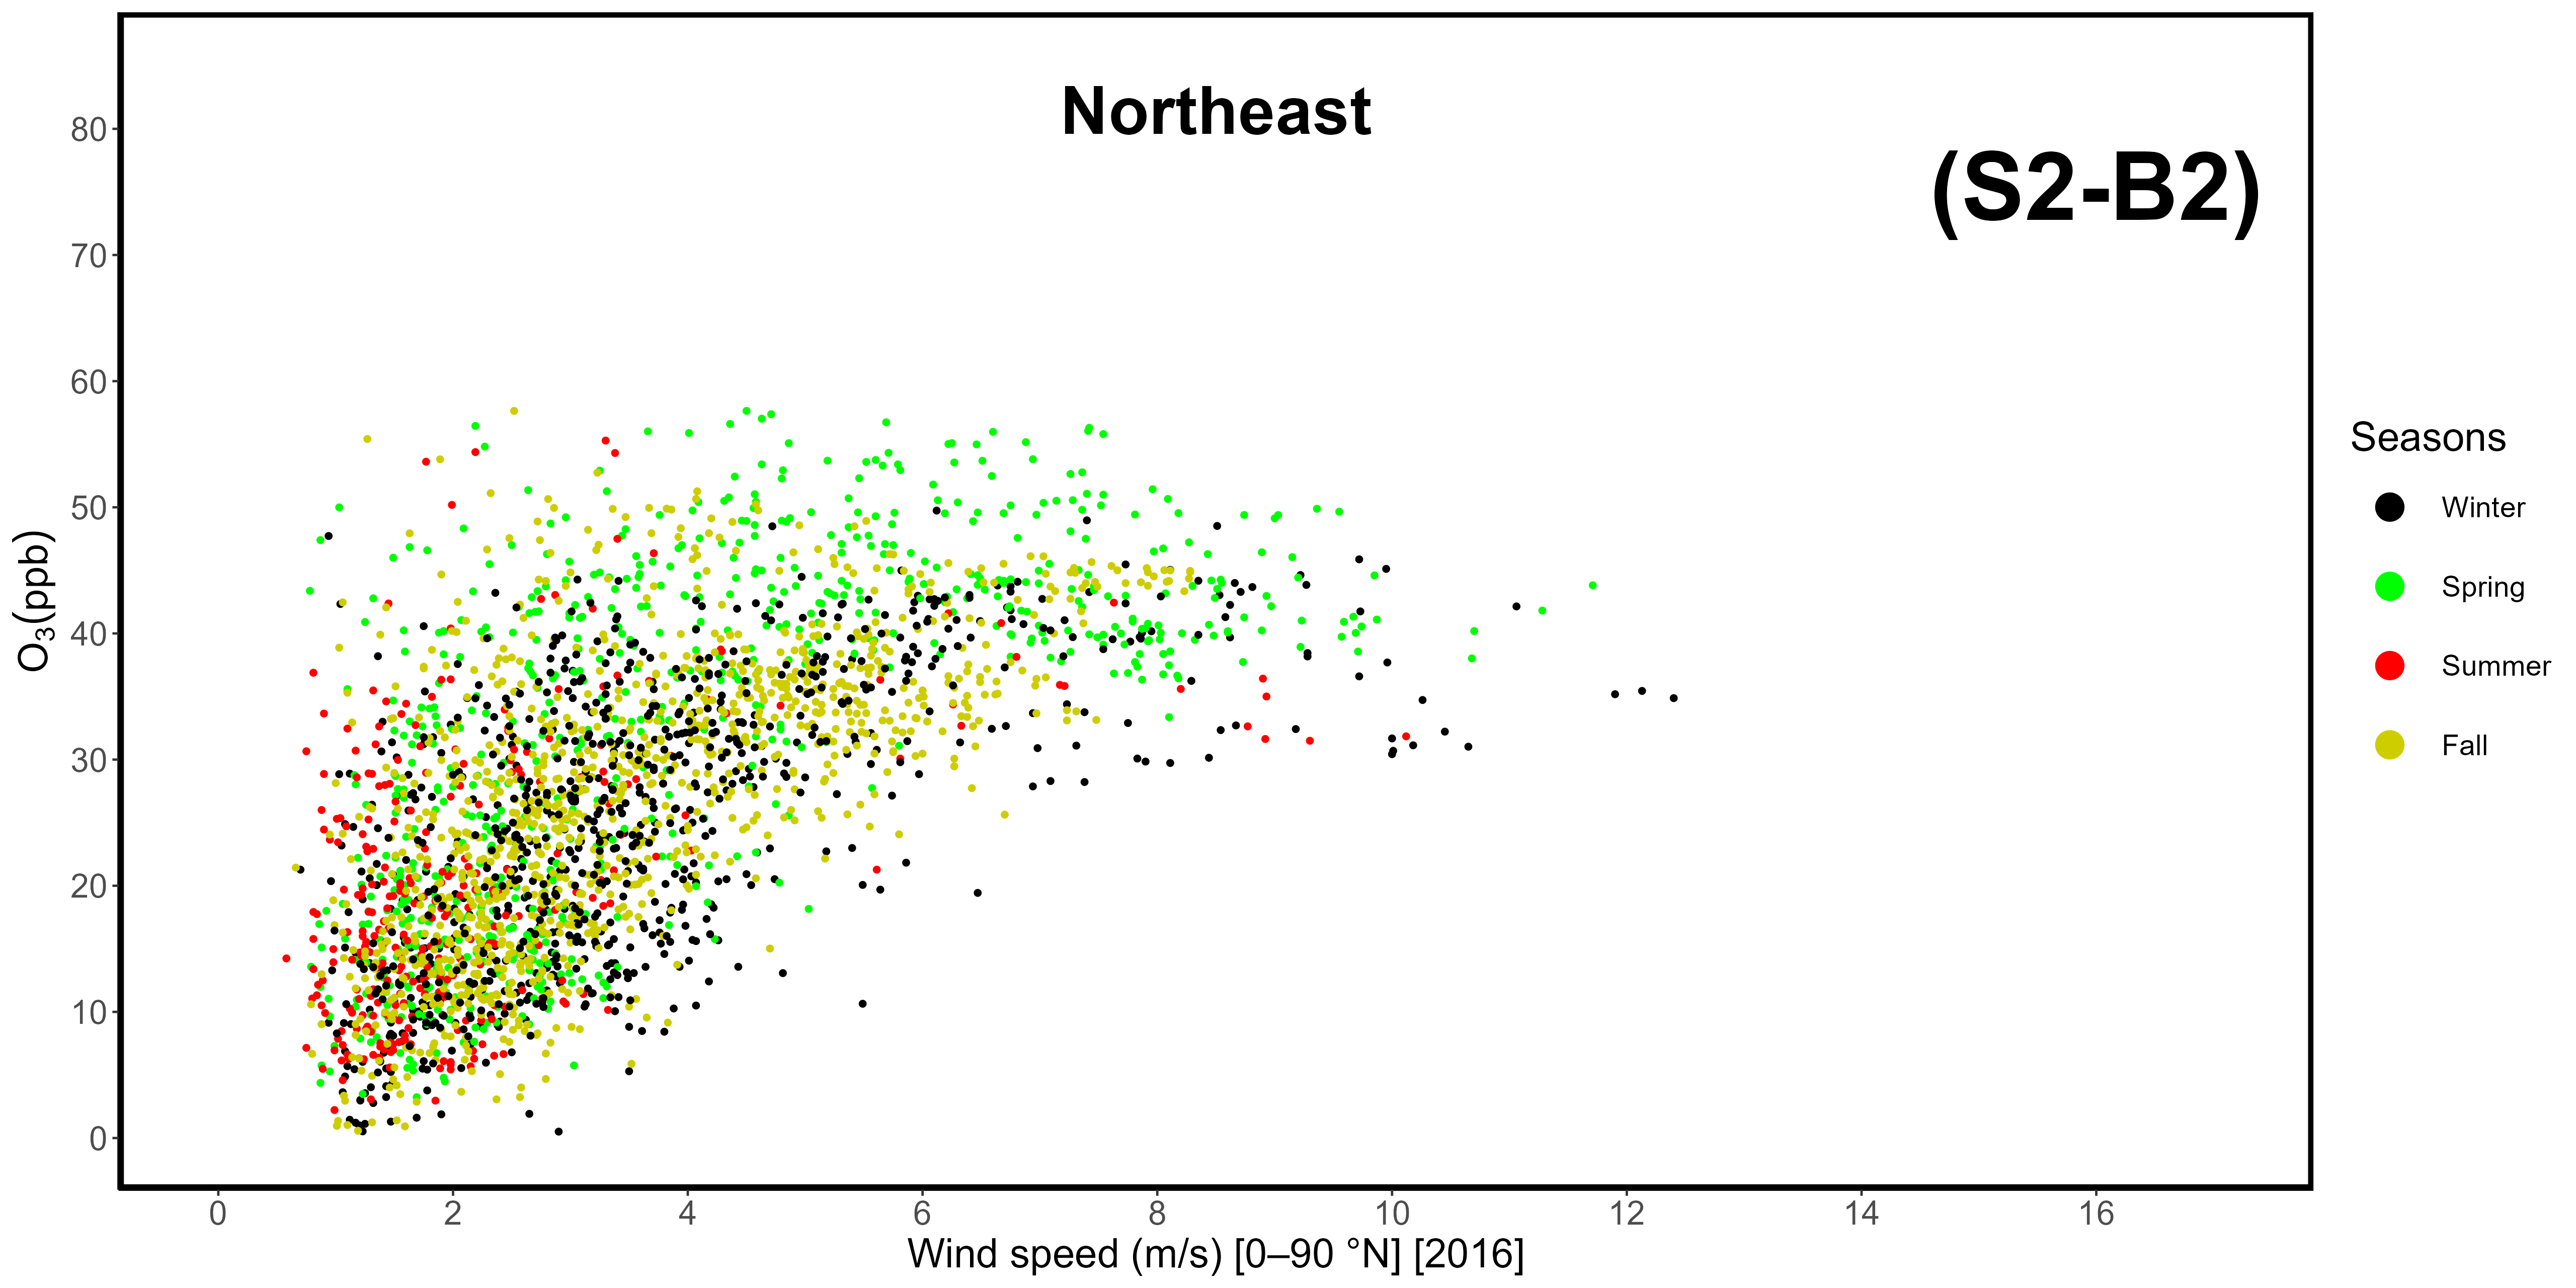 Northeast
(S2-B2)
80
70
60
50
40
30
20
10
0
O₃(ppb)
0 2 4 6 8 10 12 14 16
Wind speed (m/s) [0–90 °N] [2016]
Seasons
Winter
Spring
Summer
Fall